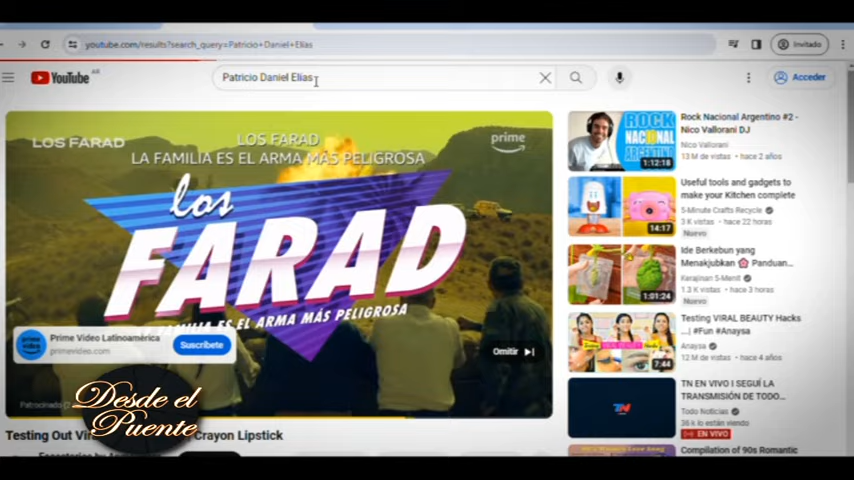 youtube.com/results?search_query=Patricio+Daniel+Elias
Invitado
YouTube AR
Patricio Daniel Elias
Acceder
LOS FARAD
LOS FARAD
LA FAMILIA ES EL ARMA MÁS PELIGROSA
prime
los
FARAD
FAMILIA ES EL ARMA MÁS PELIGROSA
Prime Video Latinoamérica
primevideo.com
Suscríbete
Omitir
Patrocinado
Desde el
Puente
Testing Out
Crayon Lipstick
ROCK
NACIONAL
ARGENTINO
1:12:18
Rock Nacional Argentino #2 -
Nico Vallorani DJ
Nico Vallorani
13 M de vistas • hace 2 años
14:17
Useful tools and gadgets to
make your Kitchen complete
5-Minute Crafts Recycle
3 K vistas • hace 22 horas
Nuevo
1:01:24
Ide Berkebun yang
Menakjubkan 🌸 Panduan...
Kerajinan 5-Menit
1.3 K vistas • hace 3 horas
Nuevo
7:44
Testing VIRAL BEAUTY Hacks
...| #Fun #Anaysa
Anaysa
12 M de vistas • hace 4 años
TN
TN EN VIVO I SEGUÍ LA
TRANSMISIÓN DE TODO...
Todo Noticias
36 k lo están viendo
EN VIVO
Compilation of 90s Romantic